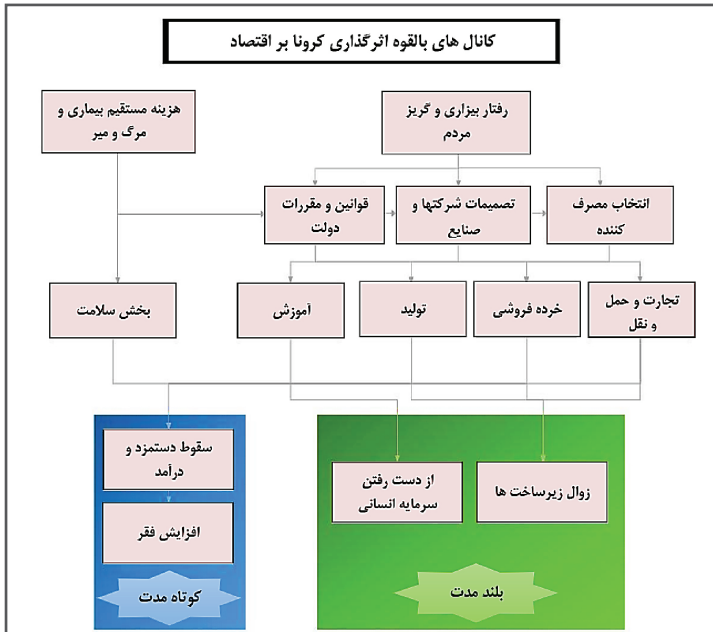 کانال های بالقوه اثرگذاری کرونا بر اقتصاد
رفتار بیزاری و گریز
مردم
هزینه مستقیم بیماری و
مرگ و میر
انتخاب مصرف
کننده
تصمیمات شرکتها و
صنایع
قوانین و مقررات
دولت
تجارت و حمل
و نقل
خرده فروشی
تولید
آموزش
بخش سلامت
زوال زیرساخت ها
از دست رفتن
سرمایه انسانی
بلند مدت
سقوط دستمزد و
درآمد
افزایش فقر
کوتاه مدت